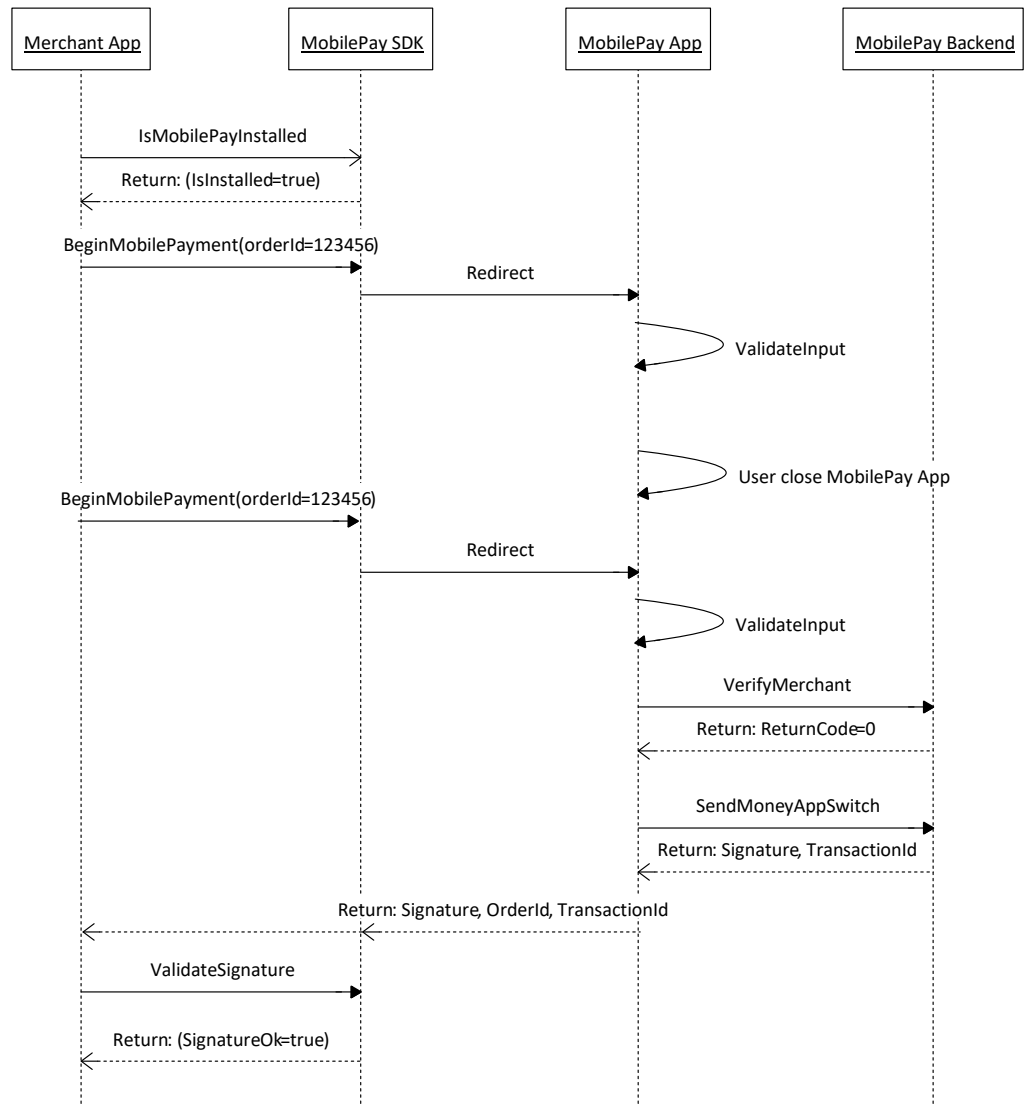 Merchant App
MobilePay SDK
MobilePay App
MobilePay Backend
IsMobilePayInstalled
Return: (IsInstalled=true)
BeginMobilePayment(orderId=123456)
Redirect
ValidateInput
User close MobilePay App
BeginMobilePayment(orderId=123456)
Redirect
ValidateInput
VerifyMerchant
Return: ReturnCode=0
SendMoneyAppSwitch
Return: Signature, TransactionId
Return: Signature, OrderId, TransactionId
ValidateSignature
Return: (SignatureOk=true)